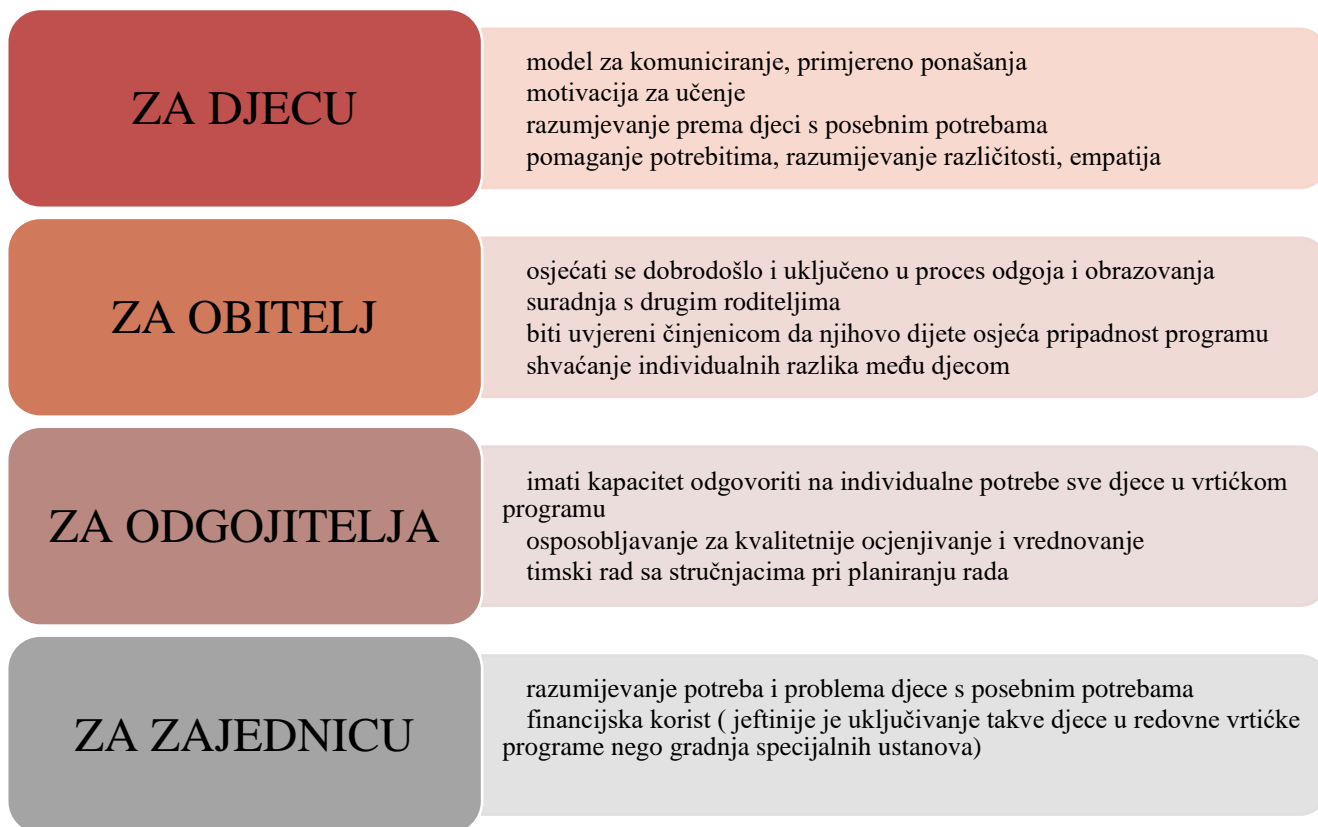 ZA DJECU
model za komuniciranje, primjereno ponašanja
motivacija za učenje
razumjevanje prema djeci s posebnim potrebama
pomaganje potrebitima, razumijevanje različitosti, empatija
ZA OBITELJ
osjećati se dobrodošlo i uključeno u proces odgoja i obrazovanja
suradnja s drugim roditeljima
biti uvjereni činjenicom da njihovo dijete osjeća pripadnost programu
shvaćanje individualnih razlika među djecom
ZA ODGOJITELJA
imati kapacitet odgovoriti na individualne potrebe sve djece u vrtićkom
programu
osposobljavanje za kvalitetnije ocjenjivanje i vrednovanje
timski rad sa stručnjacima pri planiranju rada
ZA ZAJEDNICU
razumijevanje potreba i problema djece s posebnim potrebama
financijska korist ( jeftinije je uključivanje takve djece u redovne vrtićke
programe nego gradnja specijalnih ustanova)